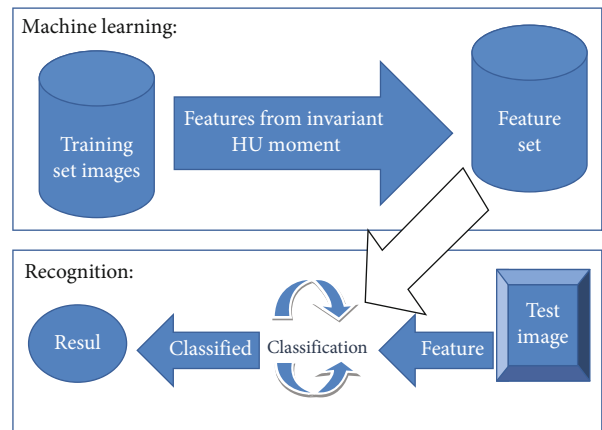 Machine learning:
Training
set images
Features from invariant
HU moment
Feature
set
Recognition:
Resul
Classified
Classification
Feature
Test
image